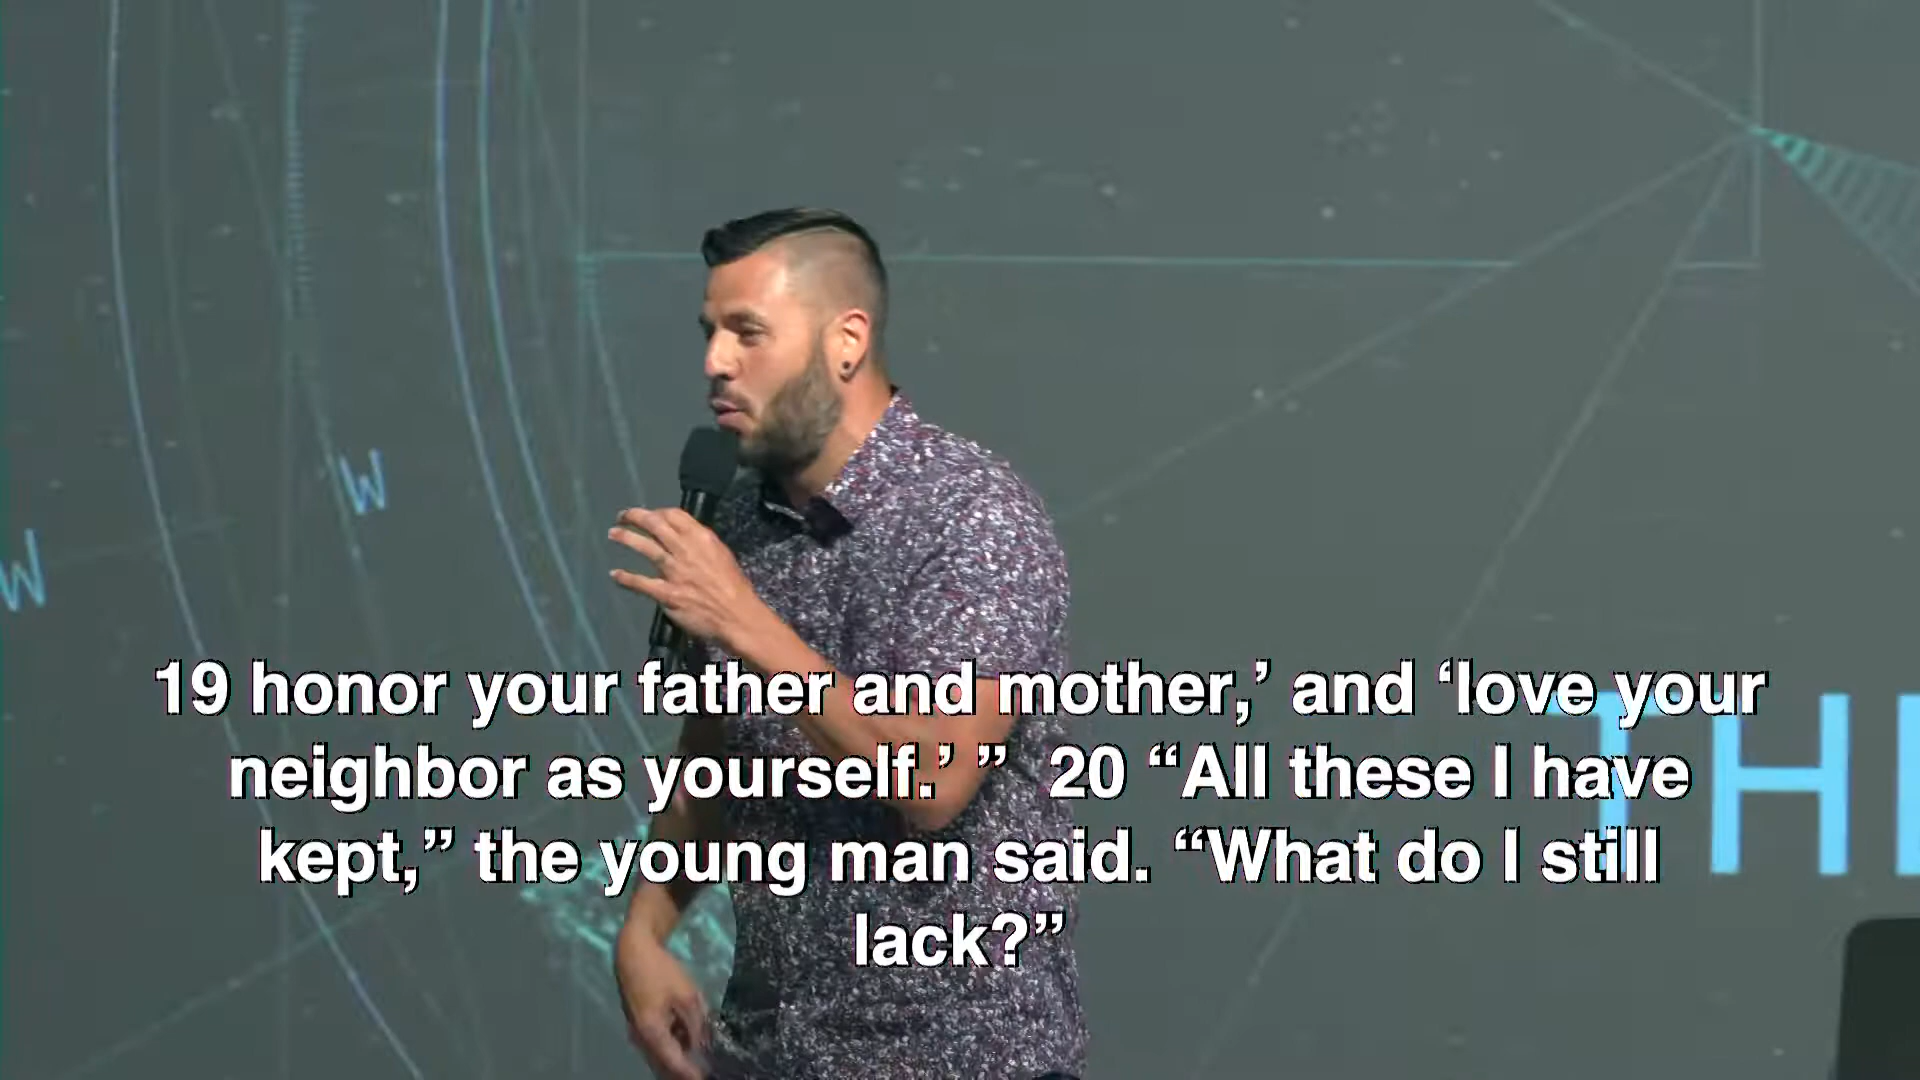 W
W
19 honor your father and mother,’ and ‘love your
neighbor as yourself.’ ”  20 “All these I have
kept,” the young man said. “What do I still
lack?”
TH